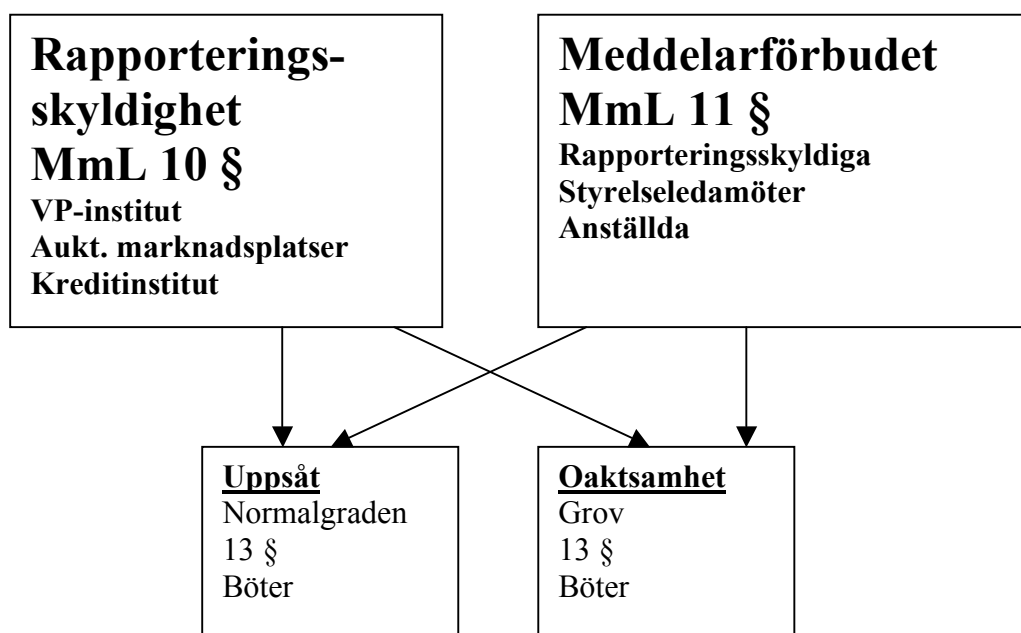 Rapporterings-
skyldighet
MmL 10 §
VP-institut
Aukt. marknadsplatser
Kreditinstitut
Meddelarförbudet
MmL 11 §
Rapporteringsskyldiga
Styrelseledamöter
Anställda
Uppsåt
Normalgraden
13 §
Böter
Oaktsamhet
Grov
13 §
Böter